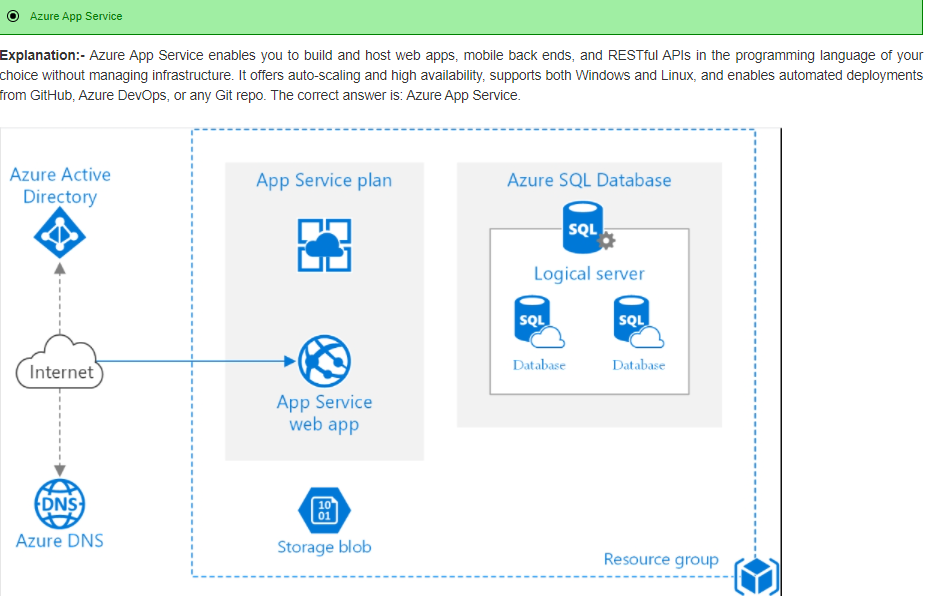 Azure App Service
Explanation:- Azure App Service enables you to build and host web apps, mobile back ends, and RESTful APIs in the programming language of your
choice without managing infrastructure. It offers auto-scaling and high availability, supports both Windows and Linux, and enables automated deployments
from GitHub, Azure DevOps, or any Git repo. The correct answer is: Azure App Service.
Azure Active
Directory
App Service plan
Azure SQL Database
SQL
Logical server
SQL
SQL
Database
Database
Internet
App Service
web app
DNS
Azure DNS
10
01
Storage blob
Resource group